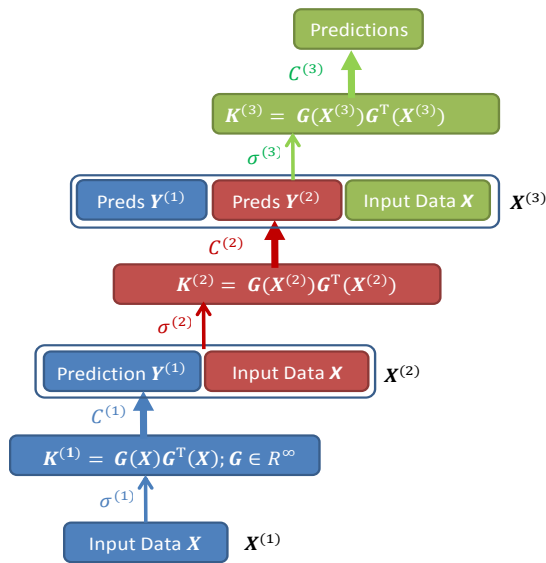 Predictions
C⁽³⁾
K⁽³⁾ = G(X⁽³⁾)Gᵀ(X⁽³⁾)
σ⁽³⁾
Preds Y⁽¹⁾ Preds Y⁽²⁾ Input Data X X⁽³⁾
C⁽²⁾
K⁽²⁾ = G(X⁽²⁾)Gᵀ(X⁽²⁾)
σ⁽²⁾
Prediction Y⁽¹⁾ Input Data X X⁽²⁾
C⁽¹⁾
K⁽¹⁾ = G(X)Gᵀ(X); G ∈ R^∞
σ⁽¹⁾
Input Data X X⁽¹⁾